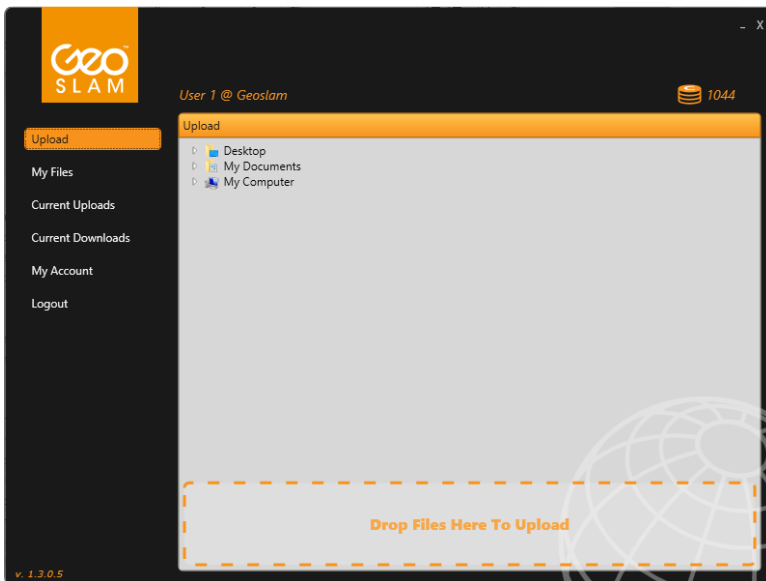 GEO
SLAM
_ X
User 1 @ Geoslam
1044
Upload
My Files
Current Uploads
Current Downloads
My Account
Logout
Upload
Desktop
My Documents
My Computer
Drop Files Here To Upload
v. 1.3.0.5